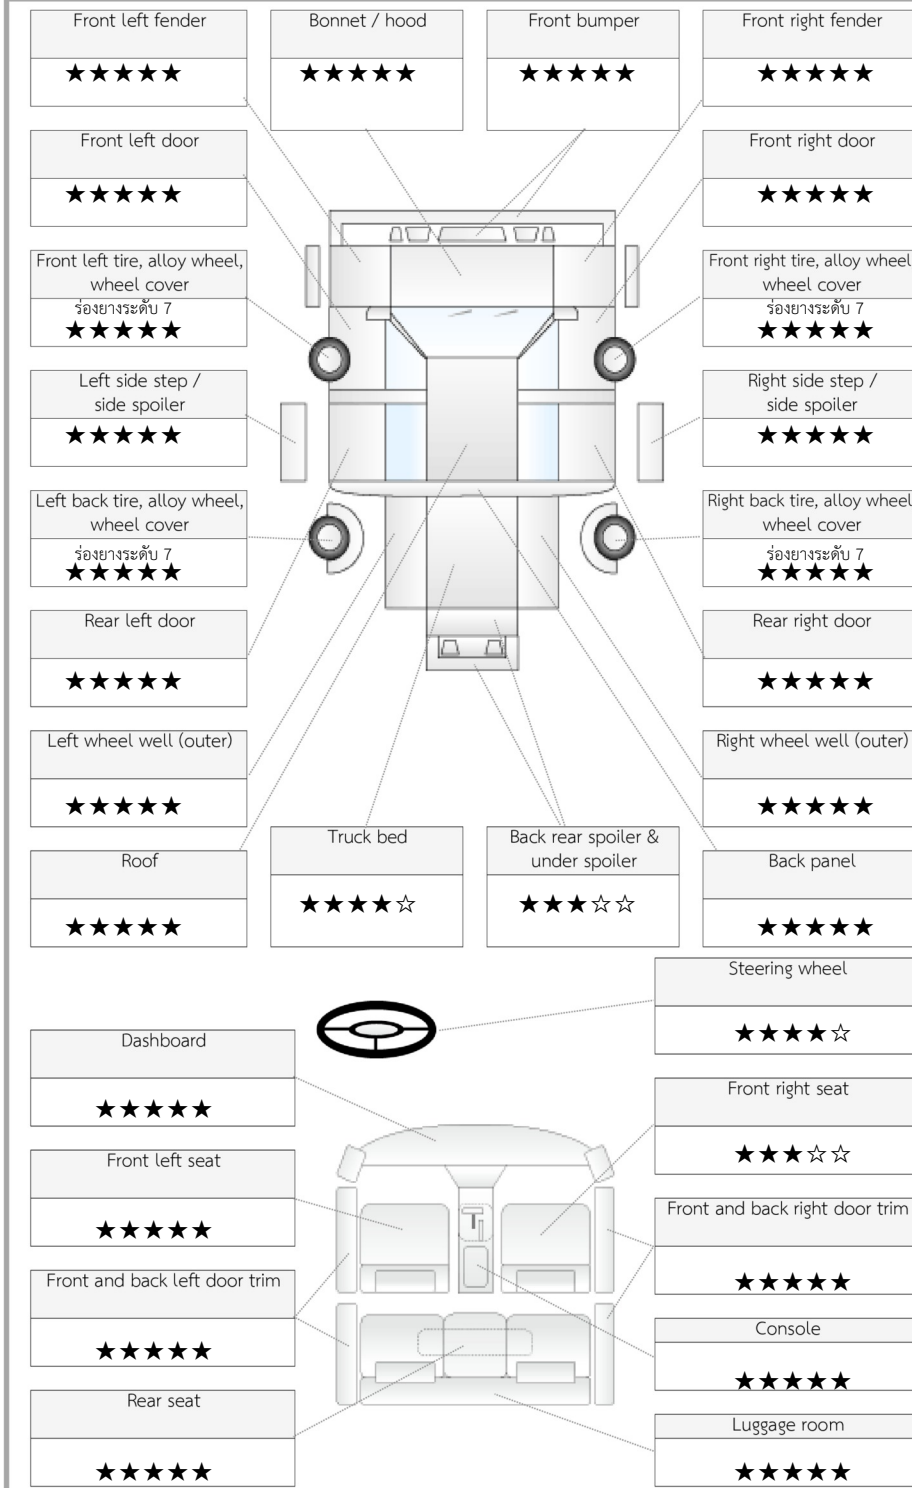 Front left fender
★★★★★
Bonnet / hood
★★★★★
Front bumper
★★★★★
Front right fender
★★★★★
Front left door
★★★★★
Front right door
★★★★★
Front left tire, alloy wheel,
wheel cover
ร่องยางระดับ 7
★★★★★
Front right tire, alloy wheel
wheel cover
ร่องยางระดับ 7
★★★★★
Left side step /
side spoiler
★★★★★
Right side step /
side spoiler
★★★★★
Left back tire, alloy wheel,
wheel cover
ร่องยางระดับ 7
★★★★★
Right back tire, alloy wheel
wheel cover
ร่องยางระดับ 7
★★★★★
Rear left door
★★★★★
Rear right door
★★★★★
Left wheel well (outer)
★★★★★
Right wheel well (outer)
★★★★★
Roof
★★★★★
Truck bed
★★★★☆
Back rear spoiler &
under spoiler
★★★☆☆
Back panel
★★★★★
Steering wheel
★★★★☆
Dashboard
★★★★★
Front right seat
★★★☆☆
Front left seat
★★★★★
Front and back right door trim
★★★★★
Front and back left door trim
★★★★★
Console
★★★★★
Rear seat
★★★★★
Luggage room
★★★★★